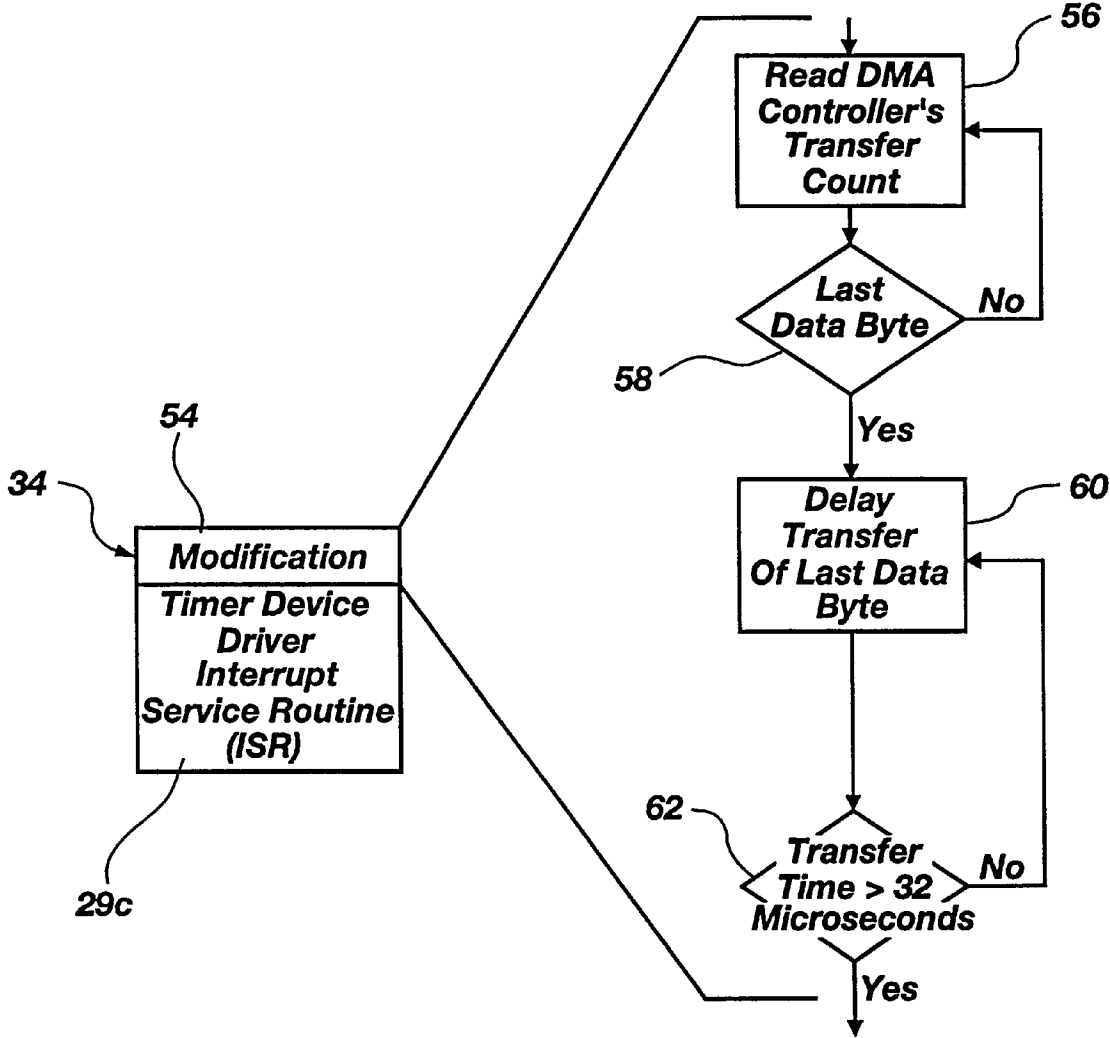 56
Read DMA
Controller's
Transfer
Count
Last
Data Byte
No
58
Yes
54
34
Modification
Timer Device
Driver
Interrupt
Service Routine
(ISR)
29c
60
Delay
Transfer
Of Last Data
Byte
62
Transfer
Time > 32
Microseconds
No
Yes